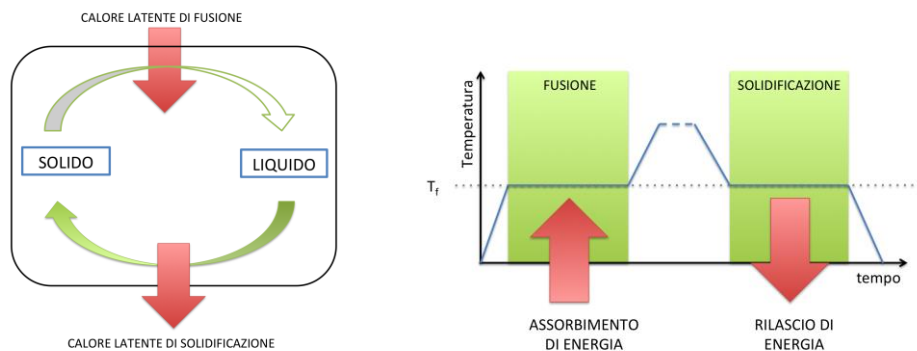 CALORE LATENTE DI FUSIONE
SOLIDO
LIQUIDO
CALORE LATENTE DI SOLIDIFICAZIONE
Temperatura
FUSIONE
SOLIDIFICAZIONE
Tf
tempo
ASSORBIMENTO
DI ENERGIA
RILASCIO DI
ENERGIA